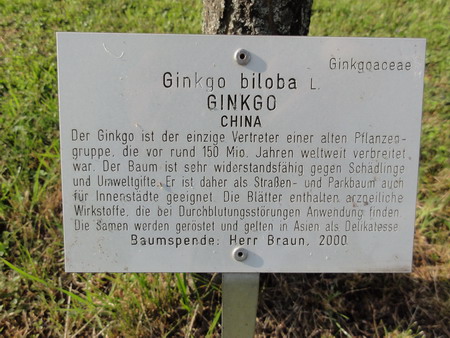 Ginkgoaceae
Ginkgo biloba L.
GINKGO
CHINA
Der Ginkgo ist der einzige Vertreter einer alten Pflanzen-
gruppe, die vor rund 150 Mio. Jahren weltweit verbreitet
war. Der Baum ist sehr widerstandsfähig gegen Schädlinge
und Umweltgifte. Er ist daher als Straßen- und Parkbaum auch
für Innenstädte geeignet. Die Blätter enthalten arzneiliche
Wirkstoffe, die bei Durchblutungsstörungen Anwendung finden.
Die Samen werden geröstet und gelten in Asien als Delikatesse
Baumspende: Herr Braun, 2000